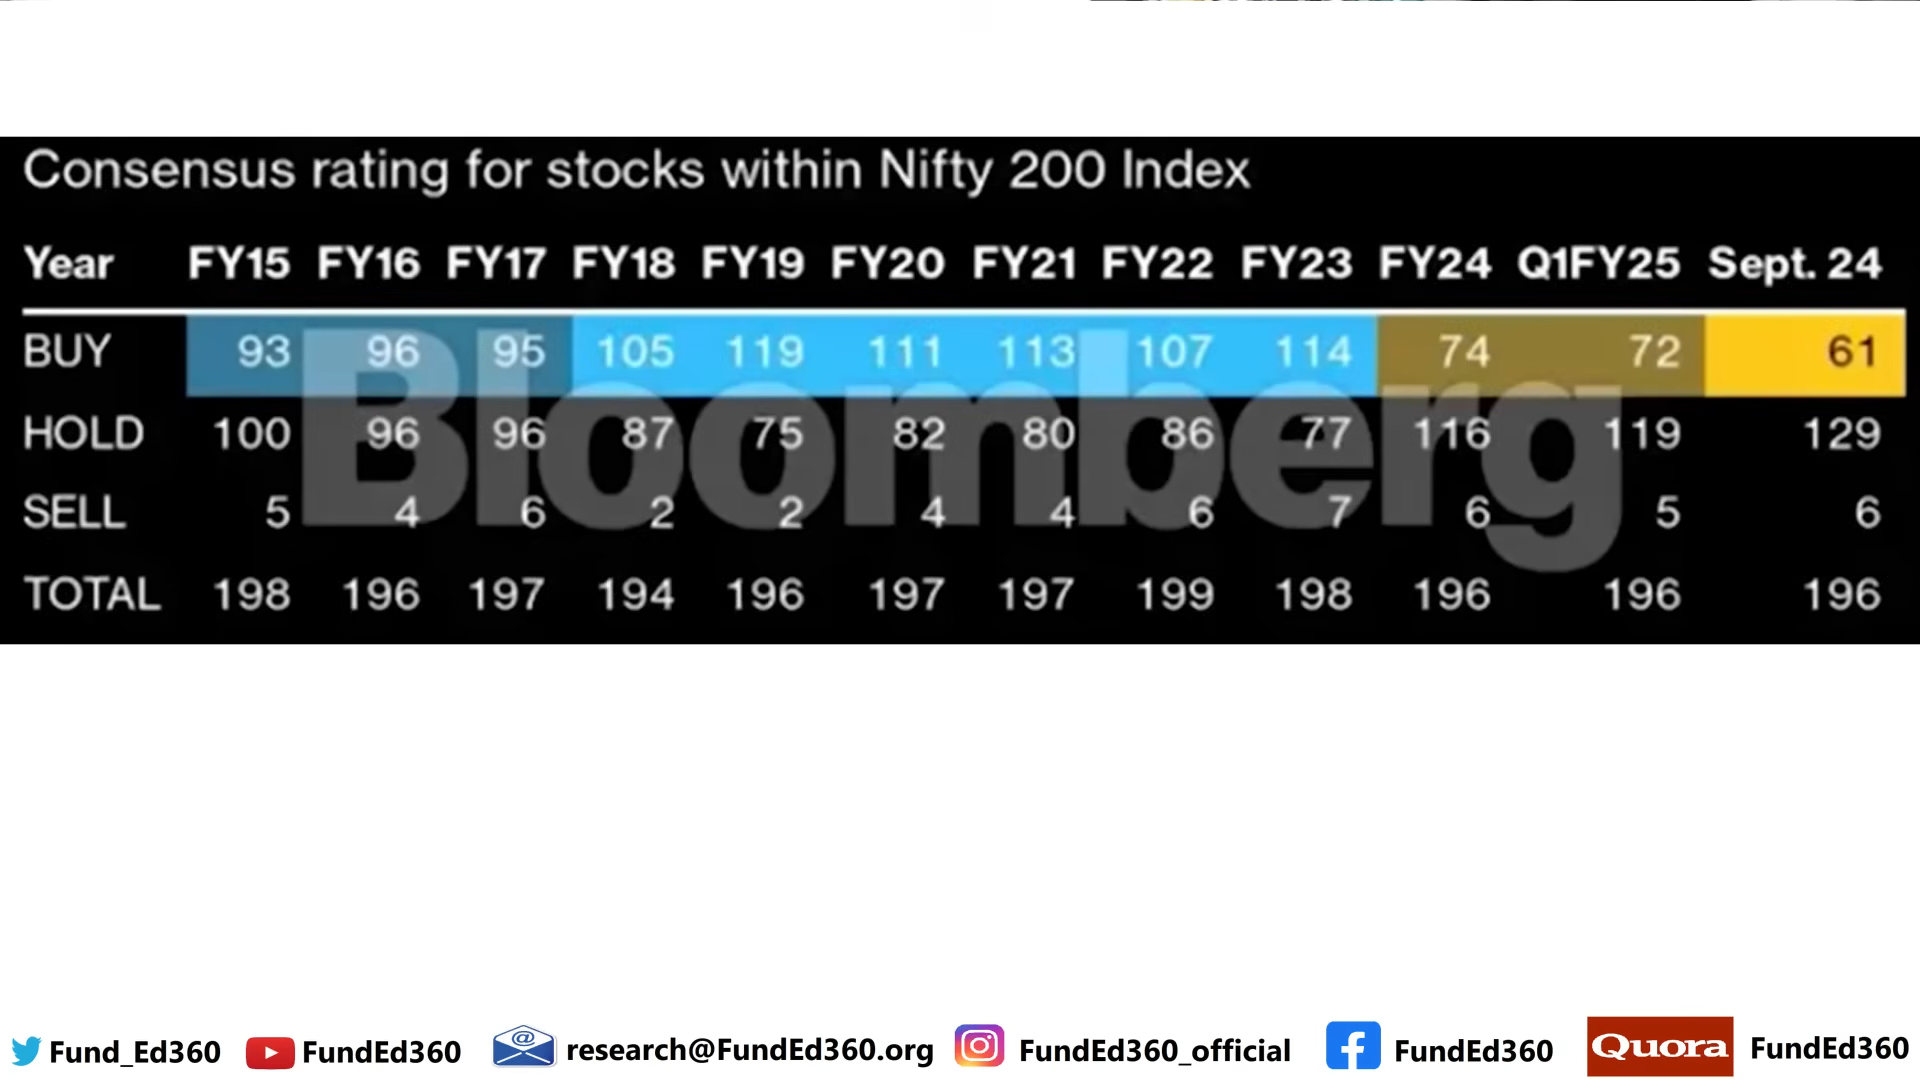 Consensus rating for stocks within Nifty 200 Index
Year FY15 FY16 FY17 FY18 FY19 FY20 FY21 FY22 FY23 FY24 Q1FY25 Sept. 24
BUY 93 96 95 105 119 111 113 107 114 74 72 61
HOLD 100 96 96 87 75 82 80 86 77 116 119 129
SELL 5 4 6 2 2 4 4 6 7 6 5 6
TOTAL 198 196 197 194 196 197 197 199 198 196 196 196
Bloomberg
Fund_Ed360 FundEd360 research@FundEd360.org FundEd360_official FundEd360 Quora FundEd360